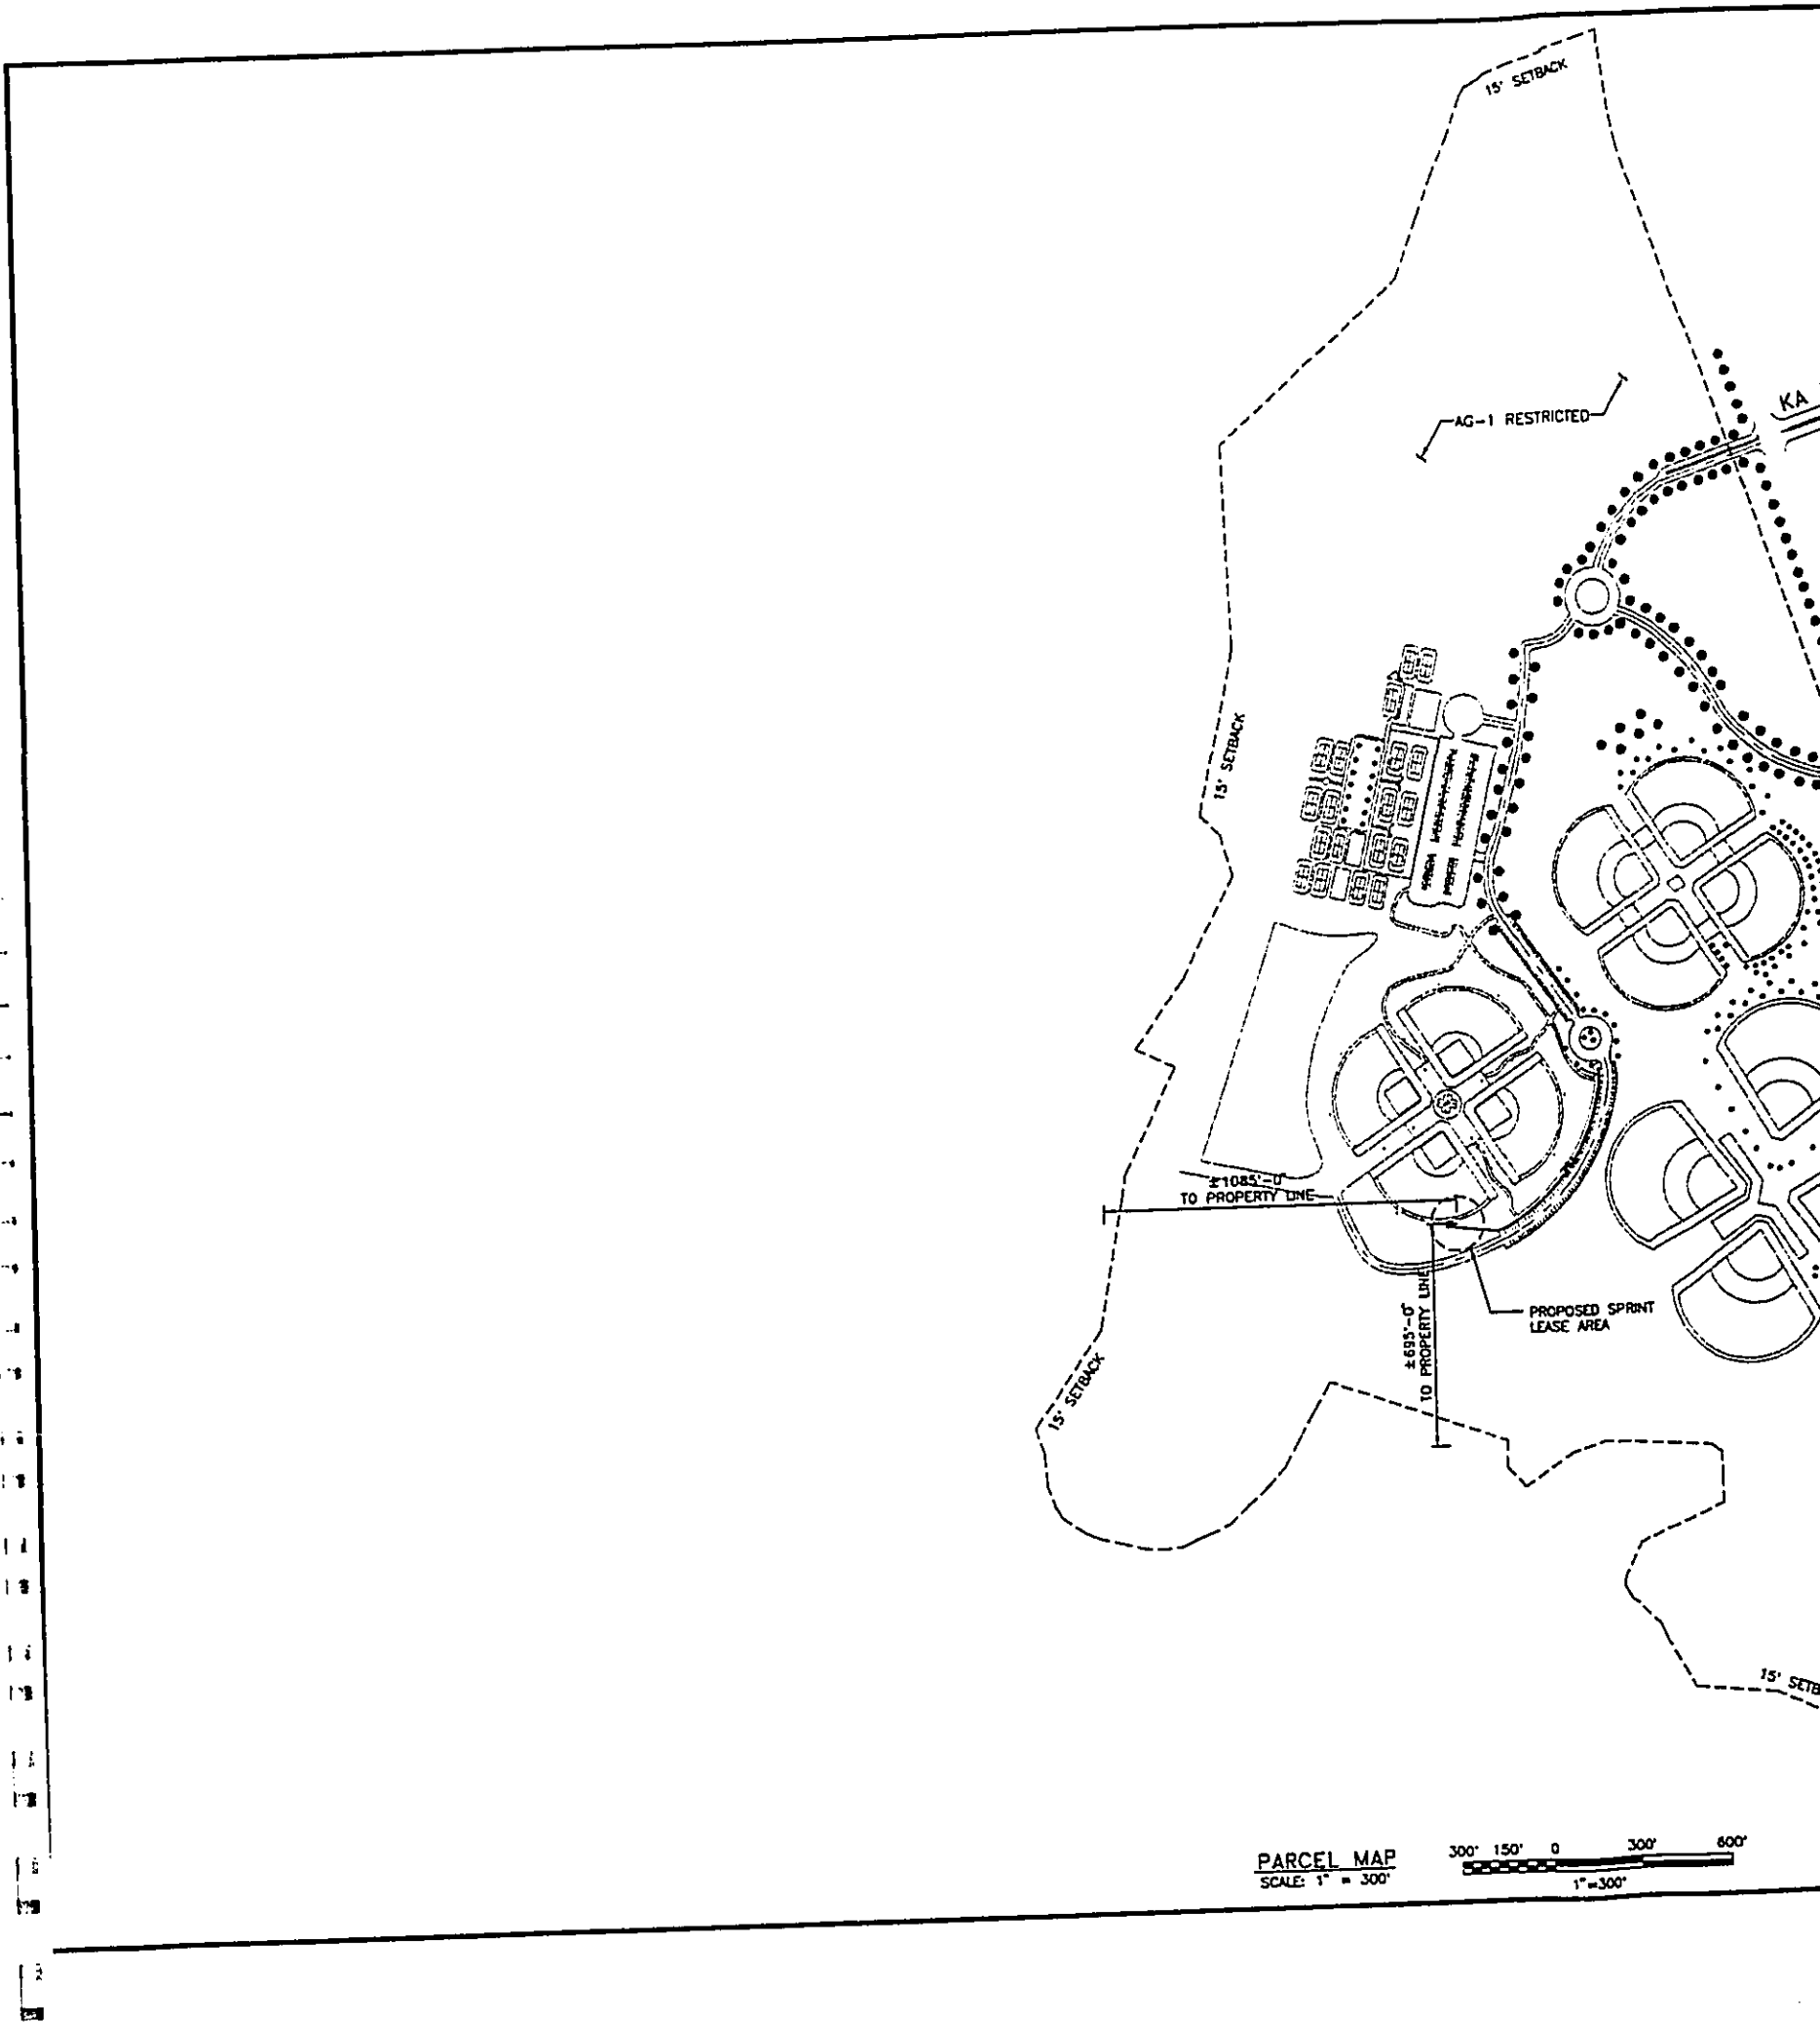 15' SETBACK
KA
AG-1 RESTRICTED
15' SETBACK
±1085'-0"
TO PROPERTY LINE
±695'-0"
TO PROPERTY LINE
PROPOSED SPRINT
LEASE AREA
15' SETBACK
15' SETB
PARCEL MAP
SCALE: 1" = 300'
300' 150' 0 300' 600'
1"=300'